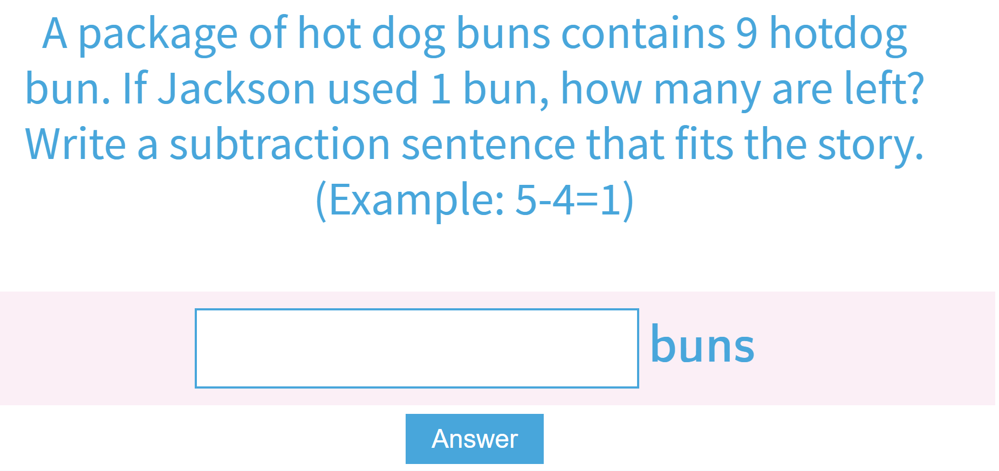 A package of hot dog buns contains 9 hotdog
bun. If Jackson used 1 bun, how many are left?
Write a subtraction sentence that fits the story.
(Example: 5-4=1)
buns
Answer